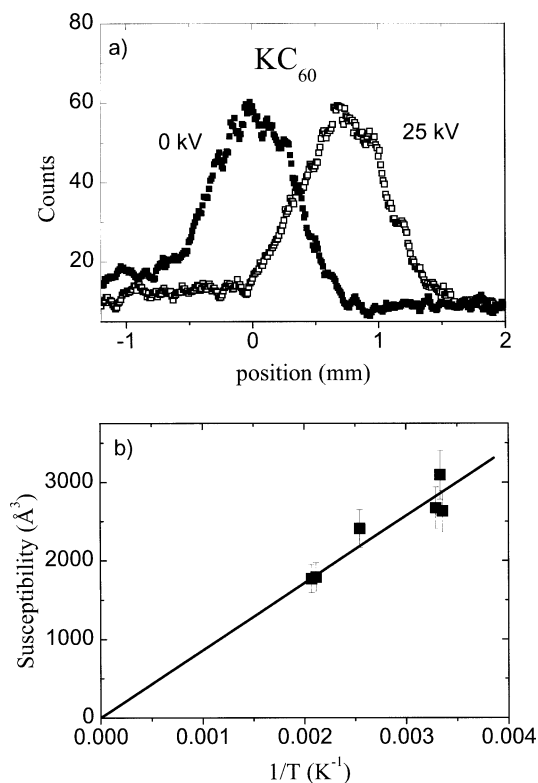 a)
KC60
0 kV
25 kV
80
60
40
20
Counts
-1 0 1 2
position (mm)
b)
3000
2000
1000
0
Susceptibility (Å³)
0.000 0.001 0.002 0.003 0.004
1/T (K⁻¹)